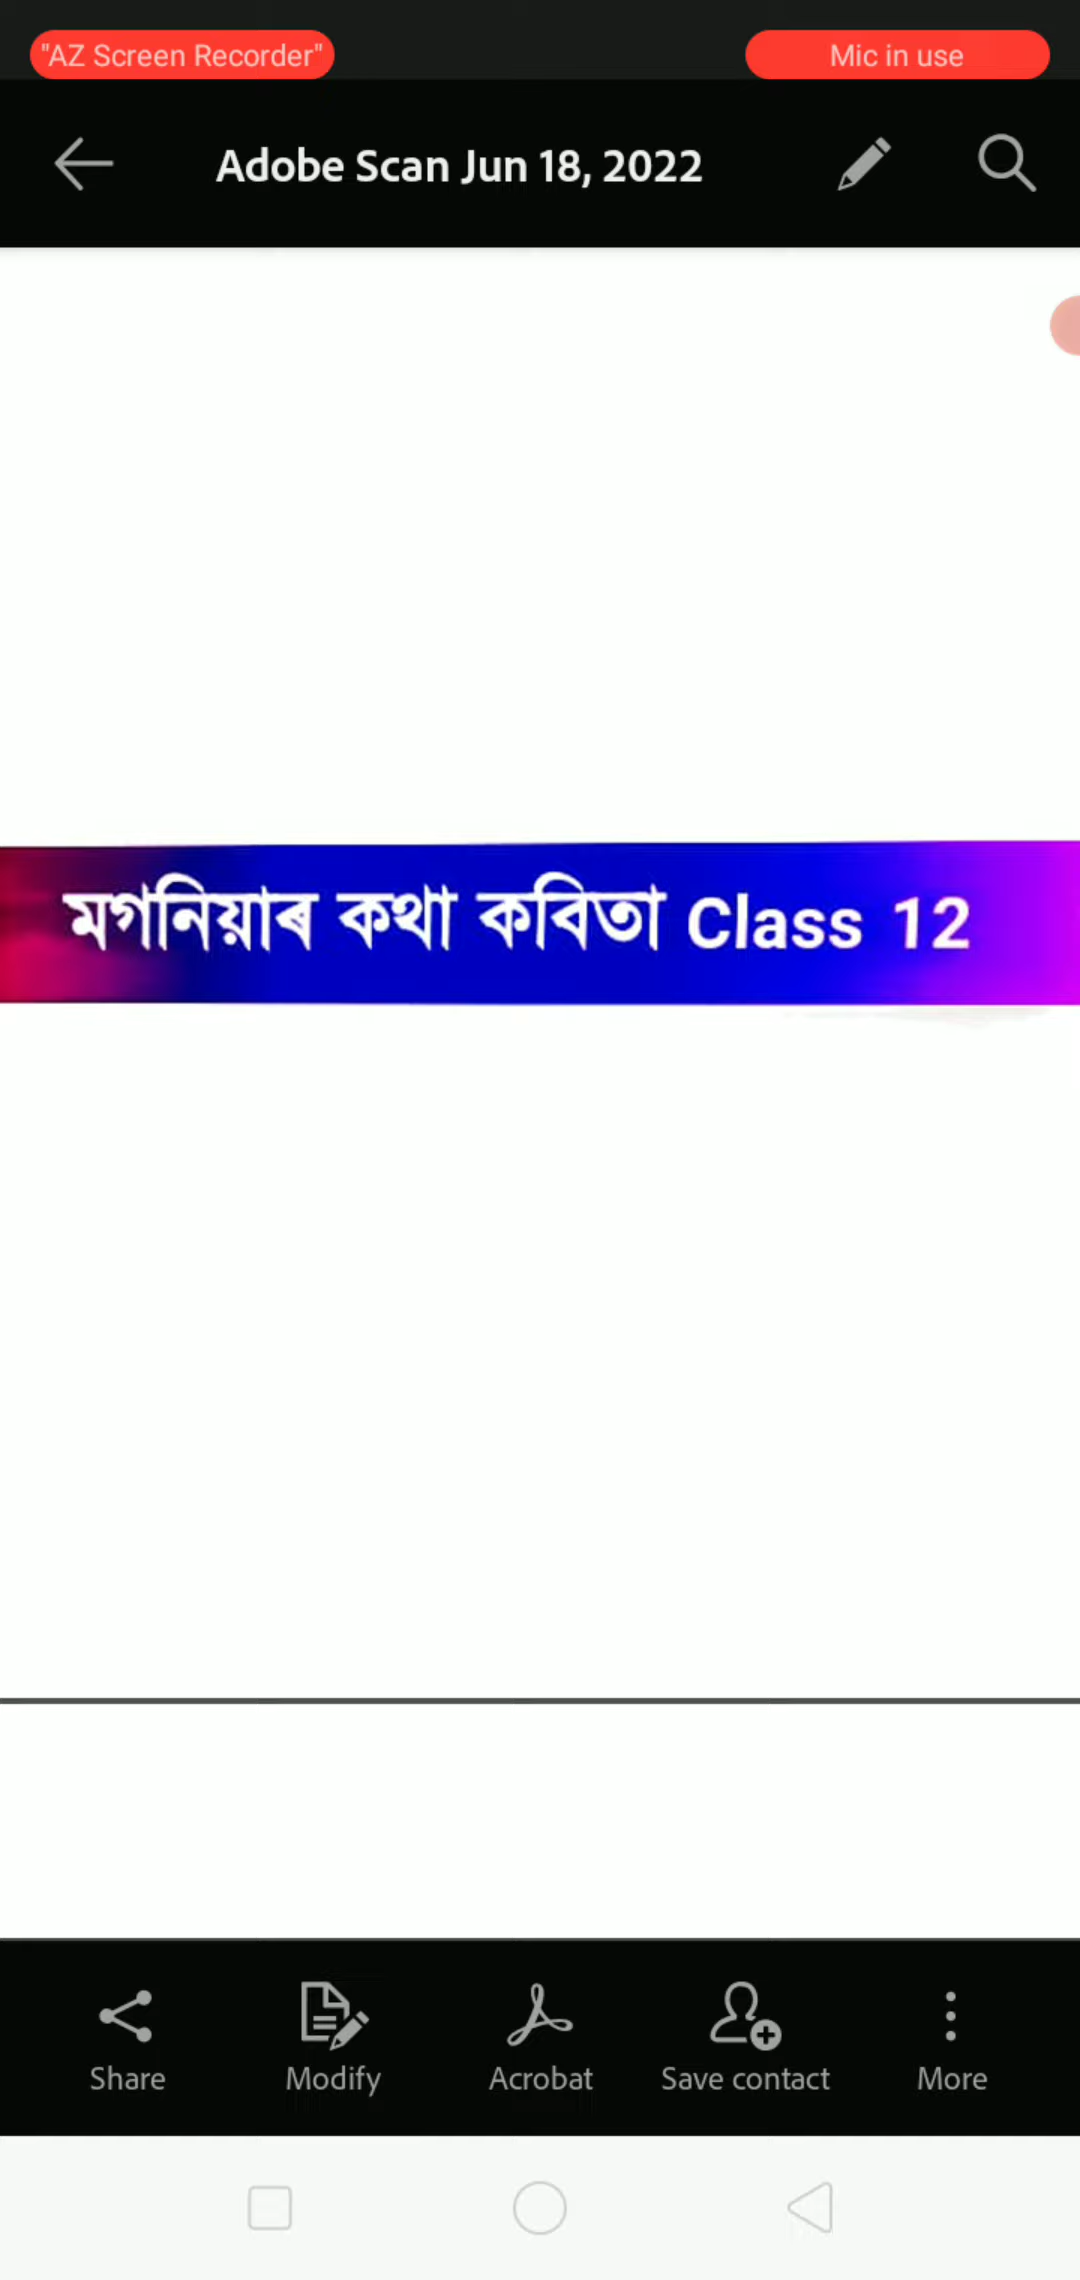 "AZ Screen Recorder" Mic in use
Adobe Scan Jun 18, 2022
মগনিয়াৰ কথা কবিতা Class 12
Share Modify Acrobat Save contact More